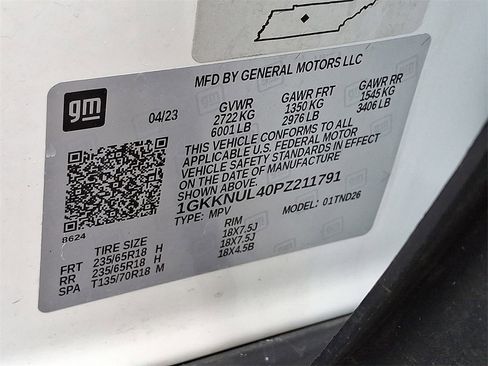 MFD BY GENERAL MOTORS LLC
gm
04/23
GVWR
2722 KG
6001 LB
GAWR FRT
1350 KG
2976 LB
GAWR RR
1545 KG
3406 LB
THIS VEHICLE CONFORMS TO ALL
APPLICABLE U.S. FEDERAL MOTOR
VEHICLE SAFETY STANDARDS IN EFFECT
ON THE DATE OF MANUFACTURE
SHOWN ABOVE.
1GKKNUL40PZ211791
TYPE: MPV MODEL: 01TND26
B624
TIRE SIZE RIM
FRT 235/65R18 H 18X7.5J
RR 235/65R18 H 18X7.5J
SPA T135/70R18 M 18X4.5B